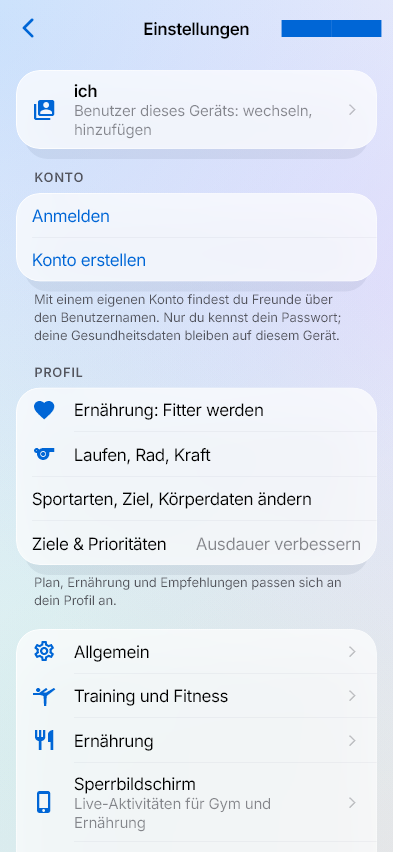 Einstellungen
ich
Benutzer dieses Geräts: wechseln,
hinzufügen
KONTO
Anmelden
Konto erstellen
Mit einem eigenen Konto findest du Freunde über
den Benutzernamen. Nur du kennst dein Passwort;
deine Gesundheitsdaten bleiben auf diesem Gerät.
PROFIL
Ernährung: Fitter werden
Laufen, Rad, Kraft
Sportarten, Ziel, Körperdaten ändern
Ziele & Prioritäten Ausdauer verbessern
Plan, Ernährung und Empfehlungen passen sich an
dein Profil an.
Allgemein
Training und Fitness
Ernährung
Sperrbildschirm
Live-Aktivitäten für Gym und
Ernährung